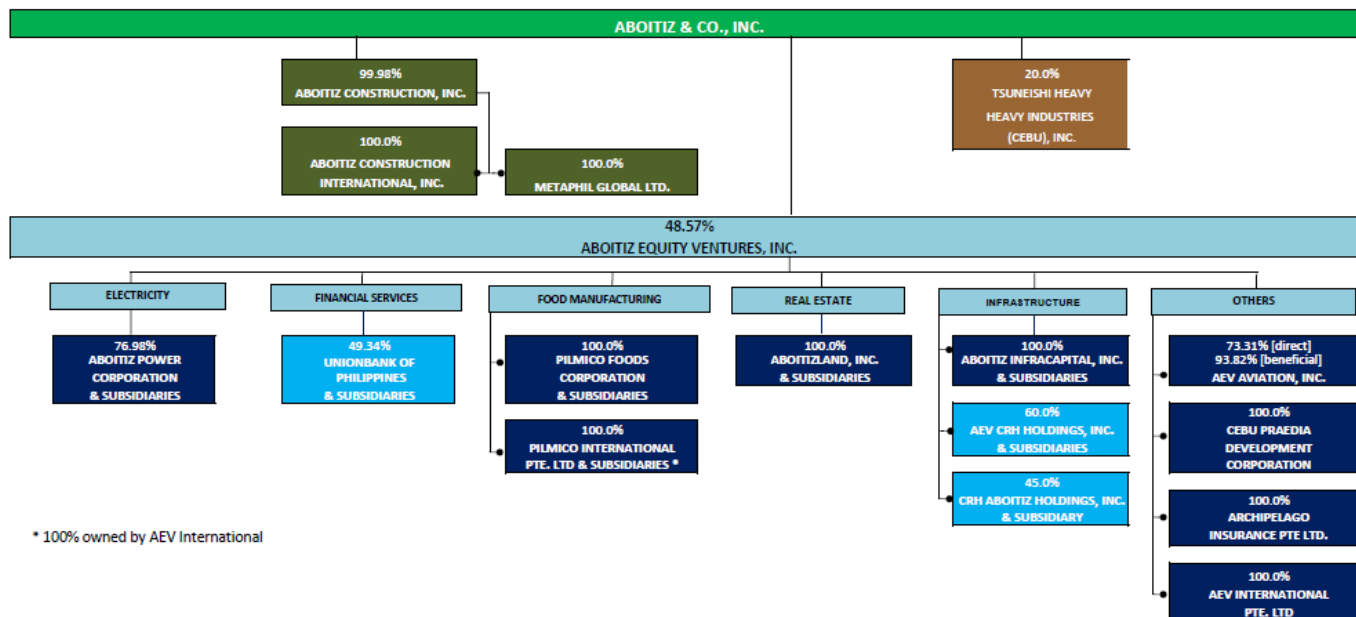 ABOITIZ & CO., INC.
99.98%
ABOITIZ CONSTRUCTION, INC.
100.0%
ABOITIZ CONSTRUCTION
INTERNATIONAL, INC.
100.0%
METAPHIL GLOBAL LTD.
20.0%
TSUNEISHI HEAVY
HEAVY INDUSTRIES
(CEBU), INC.
48.57%
ABOITIZ EQUITY VENTURES, INC.
ELECTRICITY
76.98%
ABOITIZ POWER
CORPORATION
& SUBSIDIARIES
FINANCIAL SERVICES
49.34%
UNIONBANK OF
PHILIPPINES
& SUBSIDIARIES
FOOD MANUFACTURING
100.0%
PILMICO FOODS
CORPORATION
& SUBSIDIARIES
100.0%
PILMICO INTERNATIONAL
PTE. LTD & SUBSIDIARIES *
REAL ESTATE
100.0%
ABOITIZLAND, INC.
& SUBSIDIARIES
INFRASTRUCTURE
100.0%
ABOITIZ INFRACAPITAL, INC.
& SUBSIDIARIES
60.0%
AEV CRH HOLDINGS, INC.
& SUBSIDIARIES
45.0%
CRH ABOITIZ HOLDINGS, INC.
& SUBSIDIARY
OTHERS
73.31% [direct]
93.82% [beneficial]
AEV AVIATION, INC.
100.0%
CEBU PRAEDIA
DEVELOPMENT
CORPORATION
100.0%
ARCHIPELAGO
INSURANCE PTE LTD.
100.0%
AEV INTERNATIONAL
PTE. LTD
* 100% owned by AEV International